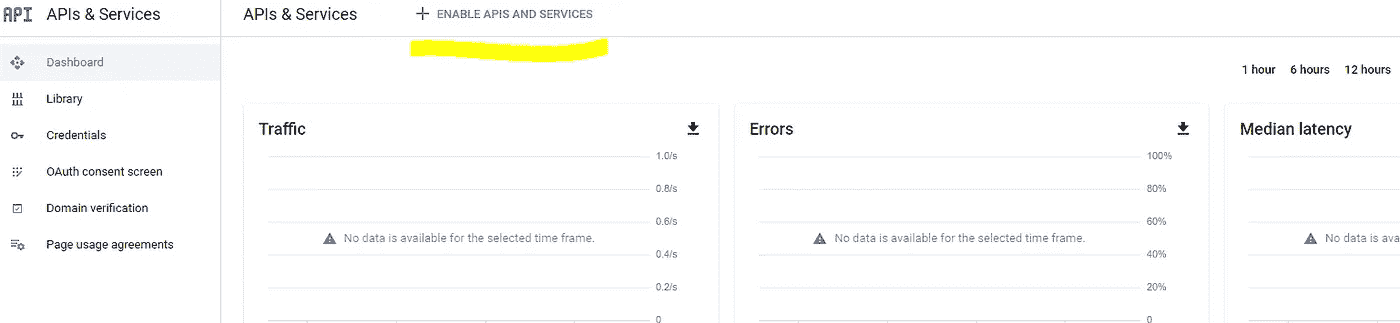 API APIs & Services
APIs & Services
ENABLE APIS AND SERVICES
Dashboard
Library
Credentials
OAuth consent screen
Domain verification
Page usage agreements
1 hour 6 hours 12 hours
Traffic
1.0/s
0.8/s
0.6/s
No data is available for the selected time frame.
0.4/s
0.2/s
0
Errors
100%
80%
60%
No data is available for the selected time frame.
40%
20%
0
Median latency
No data is ava